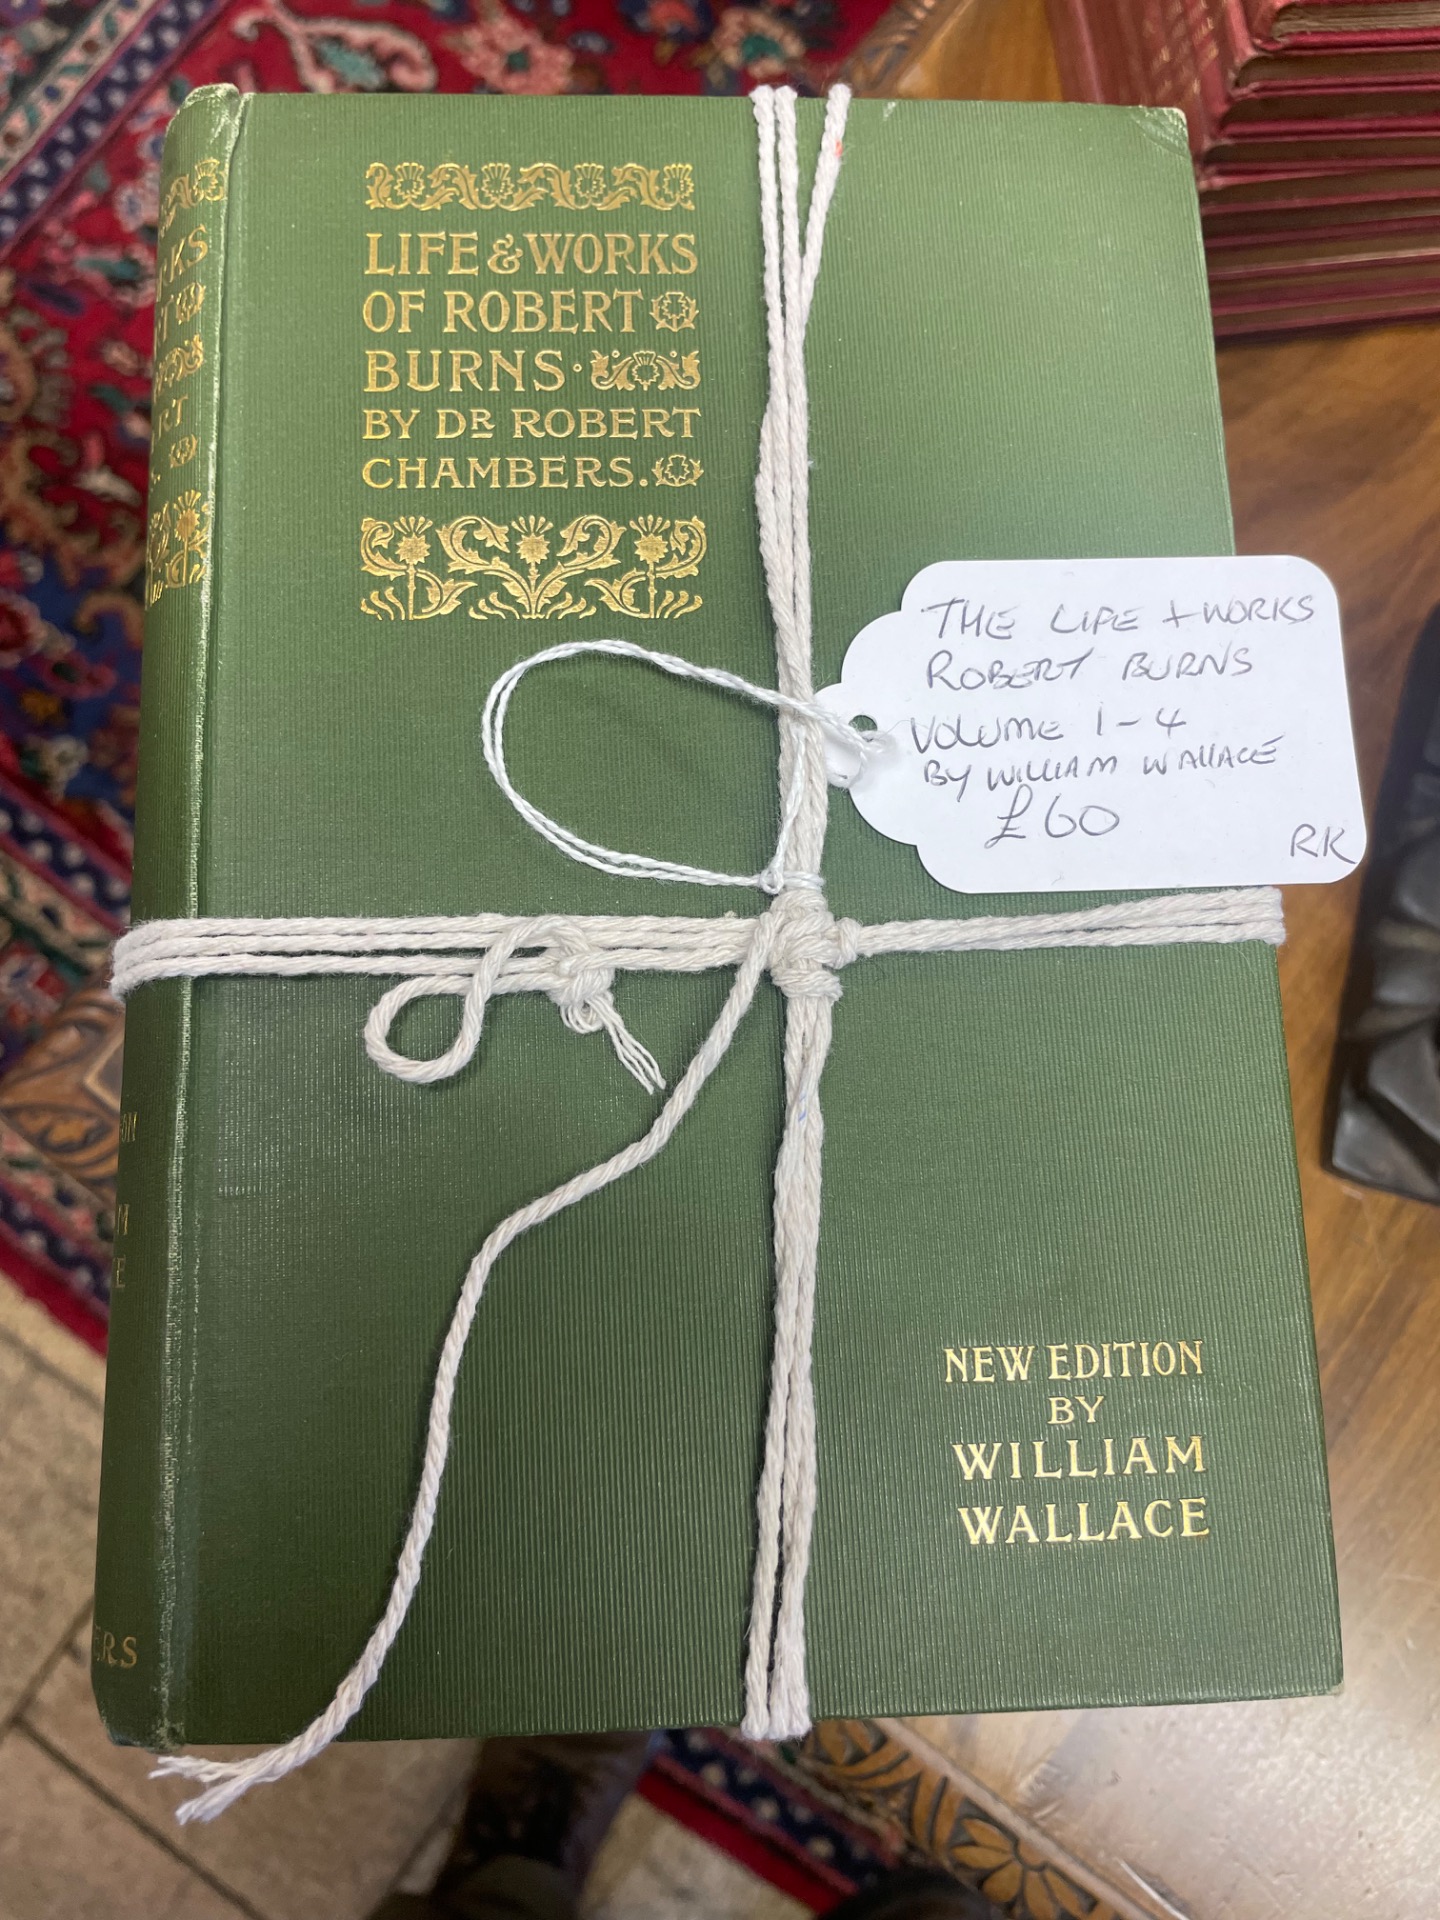 LIFE & WORKS
OF ROBERT
BURNS ·
BY DR ROBERT
CHAMBERS.
THE LIFE + WORKS
ROBERT BURNS
VOLUME 1-4
BY WILLIAM WALLACE
£60
RK
NEW EDITION
BY
WILLIAM
WALLACE